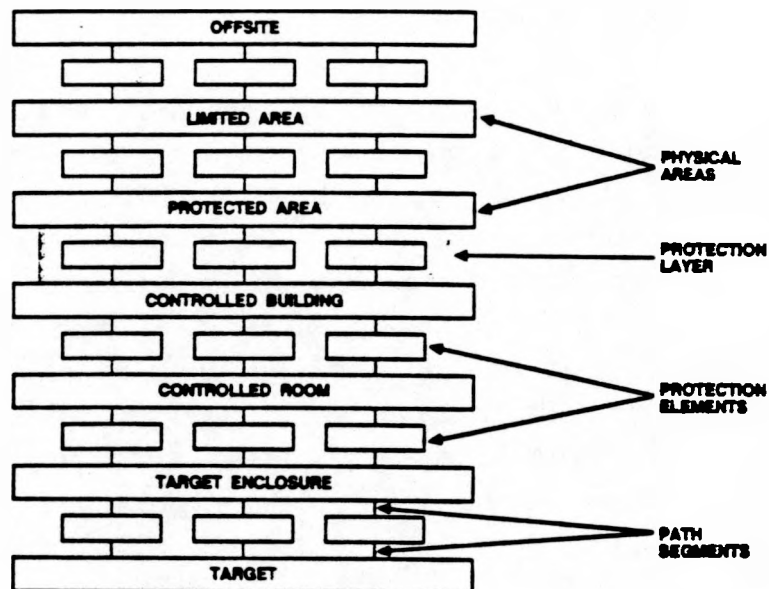 OFFSITE
LIMITED AREA
PHYSICAL
AREAS
PROTECTED AREA
PROTECTION
LAYER
CONTROLLED BUILDING
CONTROLLED ROOM
PROTECTION
ELEMENTS
TARGET ENCLOSURE
PATH
SEGMENTS
TARGET